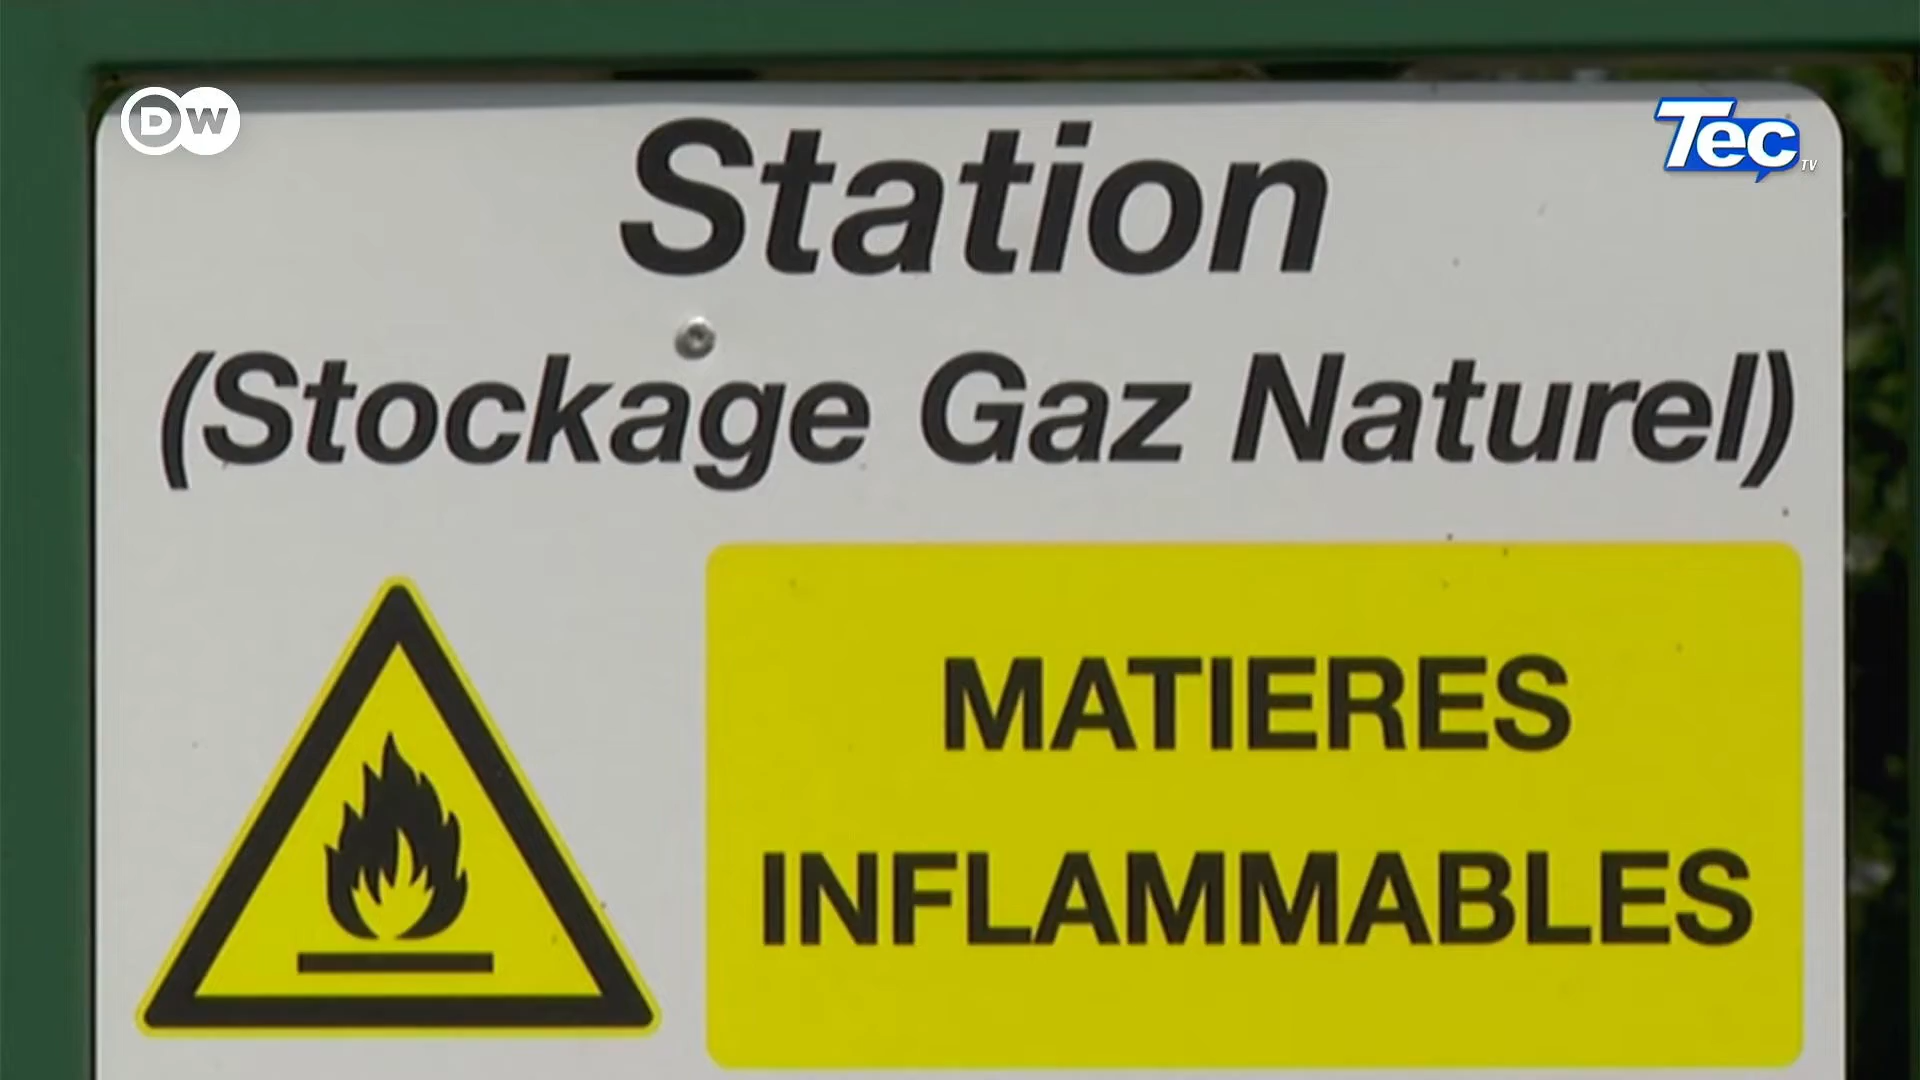 DW
Tec TV
Station
(Stockage Gaz Naturel)
MATIERES
INFLAMMABLES